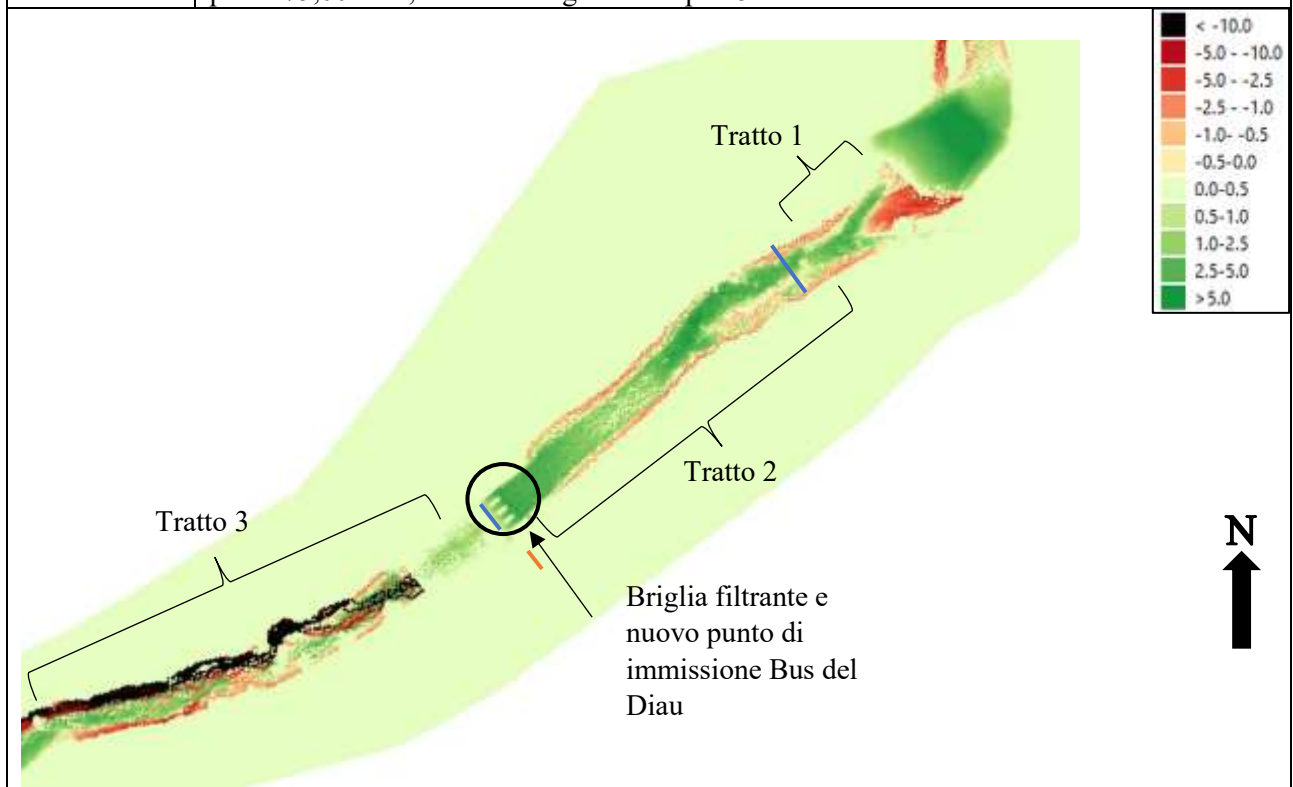 < -10.0
-5.0 - -10.0
-5.0 - -2.5
-2.5 - -1.0
-1.0- -0.5
-0.5-0.0
0.0-0.5
0.5-1.0
1.0-2.5
2.5-5.0
>5.0
Tratto 1
Tratto 2
Tratto 3
N
Briglia filtrante e
nuovo punto di
immissione Bus del
Diau